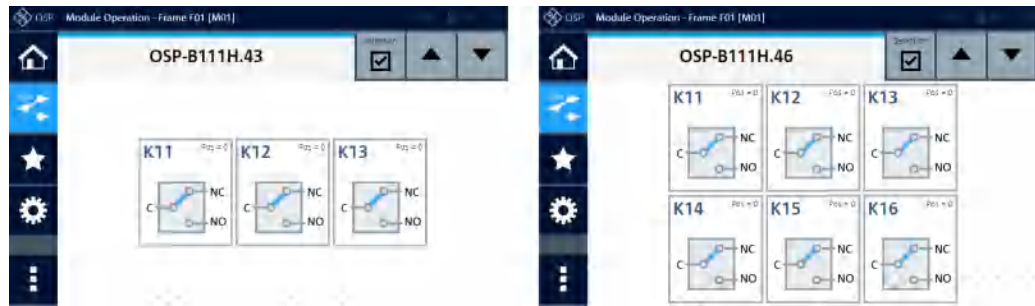 OSP Module Operation - Frame F01 [M01]
OSP-B111H.43
K11 Pos = 0 K12 Pos = 0 K13 Pos = 0
C NC NO C NC NO C NC NO
OSP Module Operation - Frame F01 [M01]
OSP-B111H.46
K11 Pos = 0 K12 Pos = 0 K13 Pos = 0
C NC NO C NC NO C NC NO
K14 Pos = 0 K15 Pos = 0 K16 Pos = 0
C NC NO C NC NO C NC NO